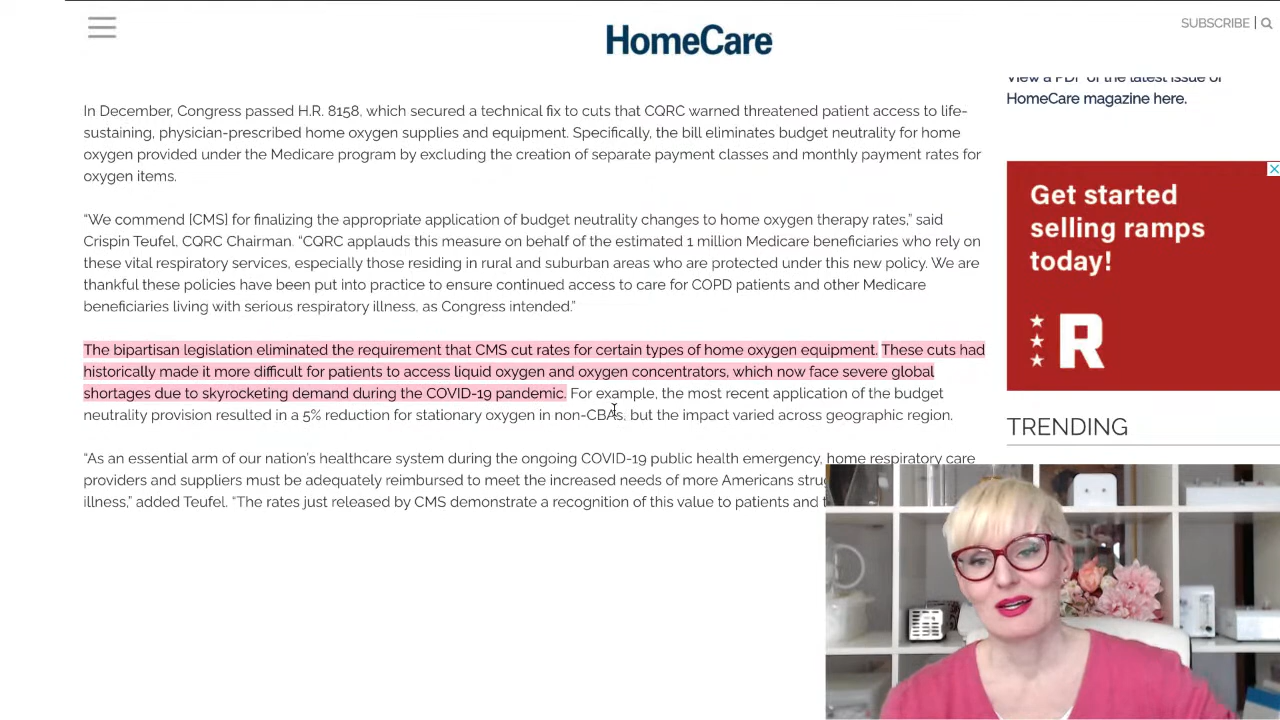 HomeCare
SUBSCRIBE |
View a PDF of the latest issue of
HomeCare magazine here.
In December, Congress passed H.R. 8158, which secured a technical fix to cuts that CQRC warned threatened patient access to life-
sustaining, physician-prescribed home oxygen supplies and equipment. Specifically, the bill eliminates budget neutrality for home
oxygen provided under the Medicare program by excluding the creation of separate payment classes and monthly payment rates for
oxygen items.
“We commend [CMS] for finalizing the appropriate application of budget neutrality changes to home oxygen therapy rates,” said
Crispin Teufel, CQRC Chairman. “CQRC applauds this measure on behalf of the estimated 1 million Medicare beneficiaries who rely on
these vital respiratory services, especially those residing in rural and suburban areas who are protected under this new policy. We are
thankful these policies have been put into practice to ensure continued access to care for COPD patients and other Medicare
beneficiaries living with serious respiratory illness, as Congress intended.”
The bipartisan legislation eliminated the requirement that CMS cut rates for certain types of home oxygen equipment. These cuts had
historically made it more difficult for patients to access liquid oxygen and oxygen concentrators, which now face severe global
shortages due to skyrocketing demand during the COVID-19 pandemic. For example, the most recent application of the budget
neutrality provision resulted in a 5% reduction for stationary oxygen in non-CBAs, but the impact varied across geographic region.
“As an essential arm of our nation’s healthcare system during the ongoing COVID-19 public health emergency, home respiratory care
providers and suppliers must be adequately reimbursed to meet the increased needs of more Americans
illness,” added Teufel. “The rates just released by CMS demonstrate a recognition of this value to patients and
Get started
selling ramps
today!
R
TRENDING